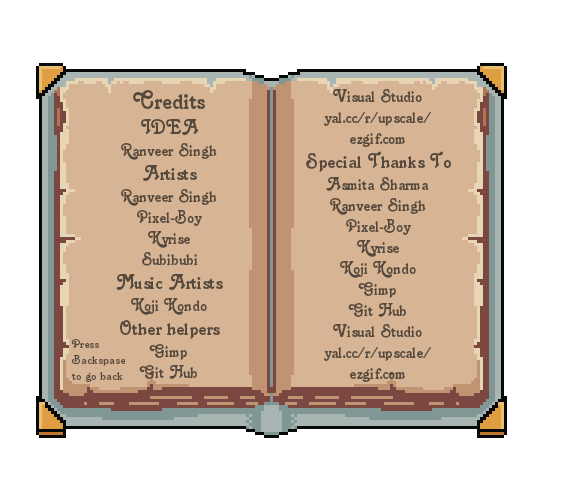 Credits
IDEA
Ranveer Singh
Artists
Ranveer Singh
Pixel-Boy
Kyrise
Subibubi
Music Artists
Koji Kondo
Other helpers
Gimp
Git Hub
Press
Backspase
to go back
Visual Studio
yal.cc/r/upscale/
ezgif.com
Special Thanks To
Asmita Sharma
Ranveer Singh
Pixel-Boy
Kyrise
Koji Kondo
Gimp
Git Hub
Visual Studio
yal.cc/r/upscale/
ezgif.com